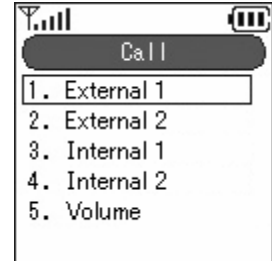 Call
1. External 1
2. External 2
3. Internal 1
4. Internal 2
5. Volume